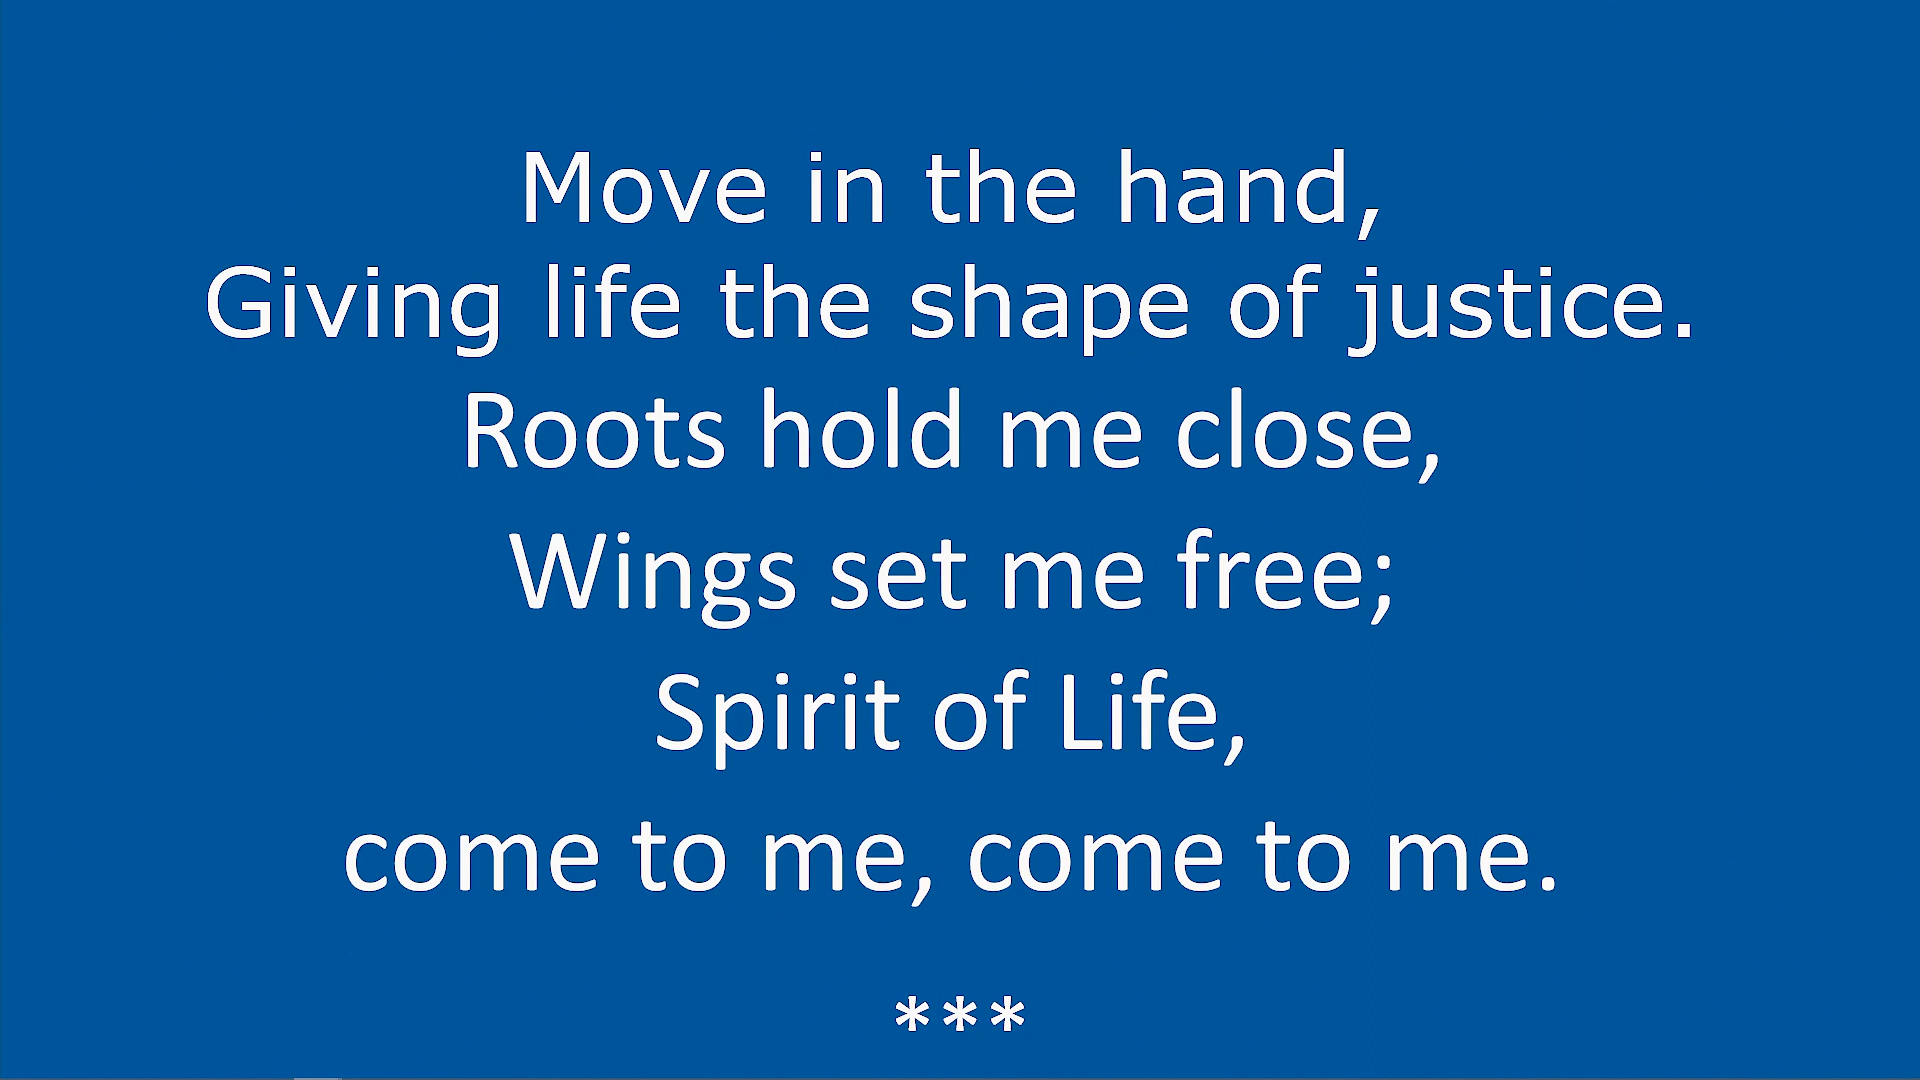 Move in the hand,
Giving life the shape of justice.
Roots hold me close,
Wings set me free;
Spirit of Life,
come to me, come to me.
***